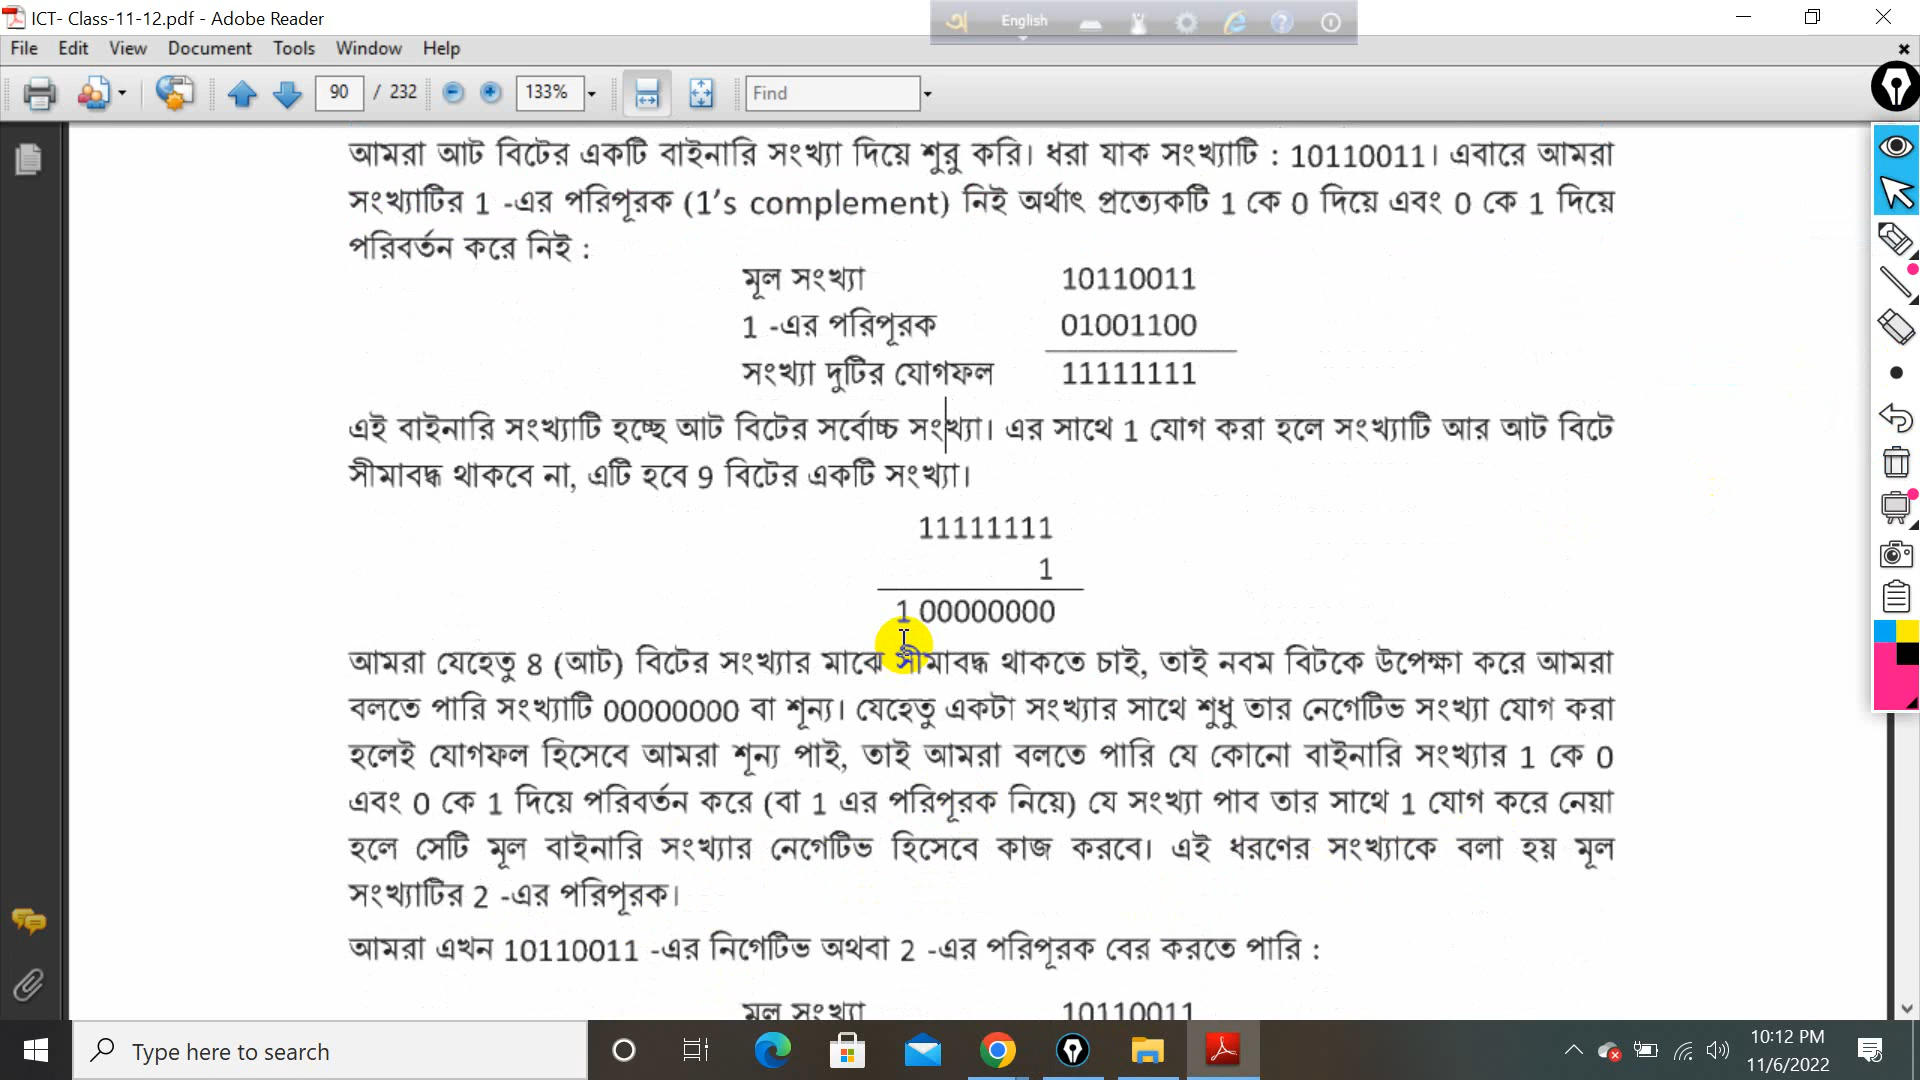 ICT- Class-11-12.pdf - Adobe Reader
English
File Edit View Document Tools Window Help
90 / 232 133% Find
আমরা আট বিটের একটি বাইনারি সংখ্যা দিয়ে শুরু করি। ধরা যাক সংখ্যাটি : 10110011। এবারে আমরা
সংখ্যাটির 1 -এর পরিপূরক (1’s complement) নিই অর্থাৎ প্রত্যেকটি 1 কে 0 দিয়ে এবং 0 কে 1 দিয়ে
পরিবর্তন করে নিই :
মূল সংখ্যা 10110011
1 -এর পরিপূরক 01001100
সংখ্যা দুটির যোগফল 11111111
এই বাইনারি সংখ্যাটি হচ্ছে আট বিটের সর্বোচ্চ সংখ্যা। এর সাথে 1 যোগ করা হলে সংখ্যাটি আর আট বিটে
সীমাবদ্ধ থাকবে না, এটি হবে 9 বিটের একটি সংখ্যা।
11111111
1
1 00000000
আমরা যেহেতু 8 (আট) বিটের সংখ্যার মাঝে সীমাবদ্ধ থাকতে চাই, তাই নবম বিটকে উপেক্ষা করে আমরা
বলতে পারি সংখ্যাটি 00000000 বা শূন্য। যেহেতু একটা সংখ্যার সাথে শুধু তার নেগেটিভ সংখ্যা যোগ করা
হলেই যোগফল হিসেবে আমরা শূন্য পাই, তাই আমরা বলতে পারি যে কোনো বাইনারি সংখ্যার 1 কে 0
এবং 0 কে 1 দিয়ে পরিবর্তন করে (বা 1 এর পরিপূরক নিয়ে) যে সংখ্যা পাব তার সাথে 1 যোগ করে নেয়া
হলে সেটি মূল বাইনারি সংখ্যার নেগেটিভ হিসেবে কাজ করবে। এই ধরণের সংখ্যাকে বলা হয় মূল
সংখ্যাটির 2 -এর পরিপূরক।
আমরা এখন 10110011 -এর নিগেটিভ অথবা 2 -এর পরিপূরক বের করতে পারি :
মূল সংখ্যা 10110011
Type here to search
10:12 PM
11/6/2022